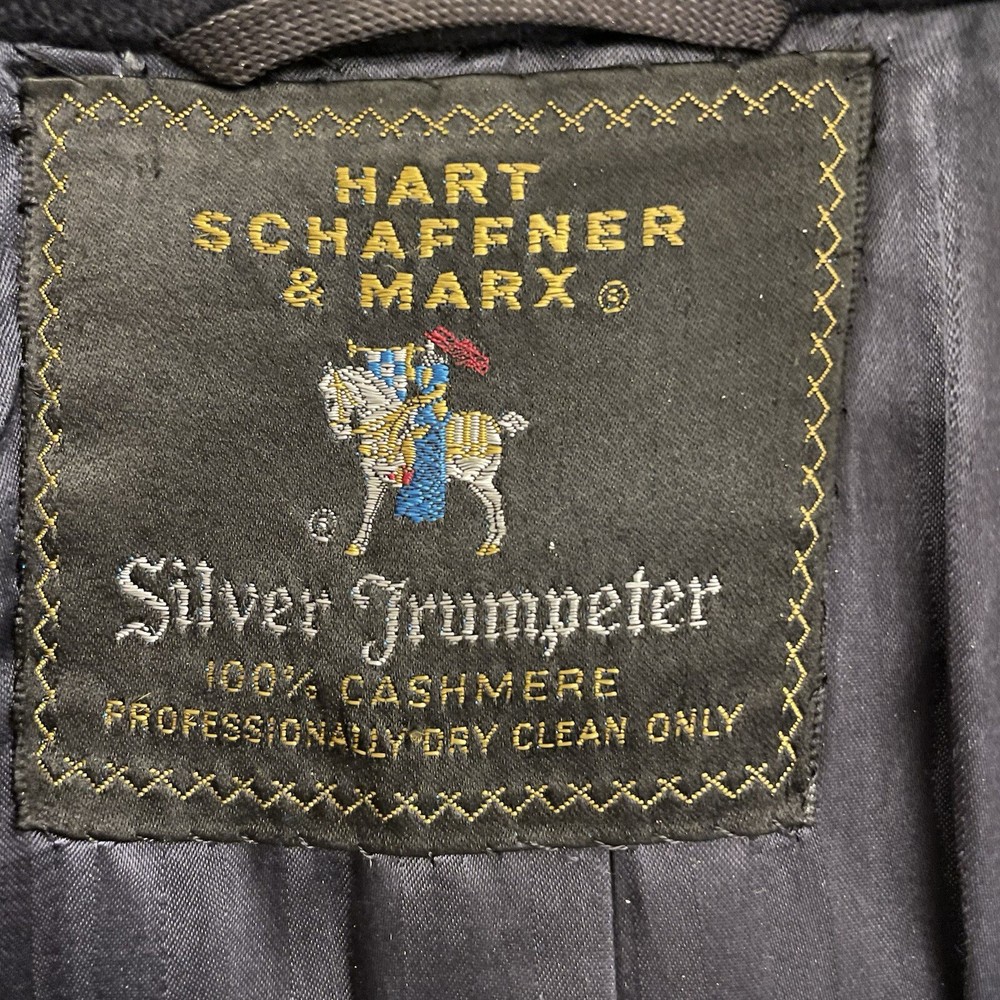 HART
SCHAFFNER
& MARX ®
®
Silver Trumpeter
100% CASHMERE
PROFESSIONALLY DRY CLEAN ONLY